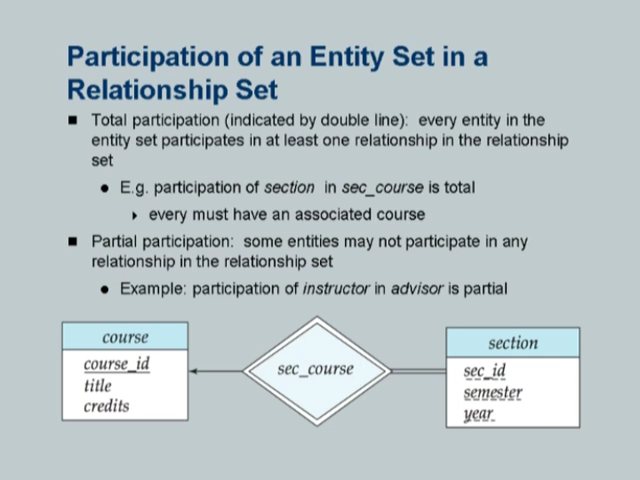 Participation of an Entity Set in a
Relationship Set
■ Total participation (indicated by double line): every entity in the
entity set participates in at least one relationship in the relationship
set
● E.g. participation of section in sec_course is total
▸ every must have an associated course
■ Partial participation: some entities may not participate in any
relationship in the relationship set
● Example: participation of instructor in advisor is partial
course
course_id
title
credits
sec_course
section
sec_id
semester
year